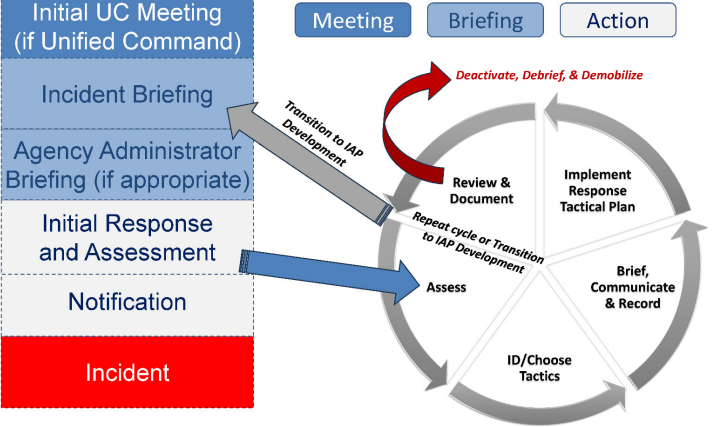 Initial UC Meeting
(if Unified Command)
Incident Briefing
Agency Administrator
Briefing (if appropriate)
Initial Response
and Assessment
Notification
Incident
Meeting
Briefing
Action
Deactivate, Debrief, & Demobilize
Transition to IAP
Development
Review &
Document
Implement
Response
Tactical Plan
Repeat cycle or Transition
to IAP Development
Assess
Brief,
Communicate
& Record
ID/Choose
Tactics